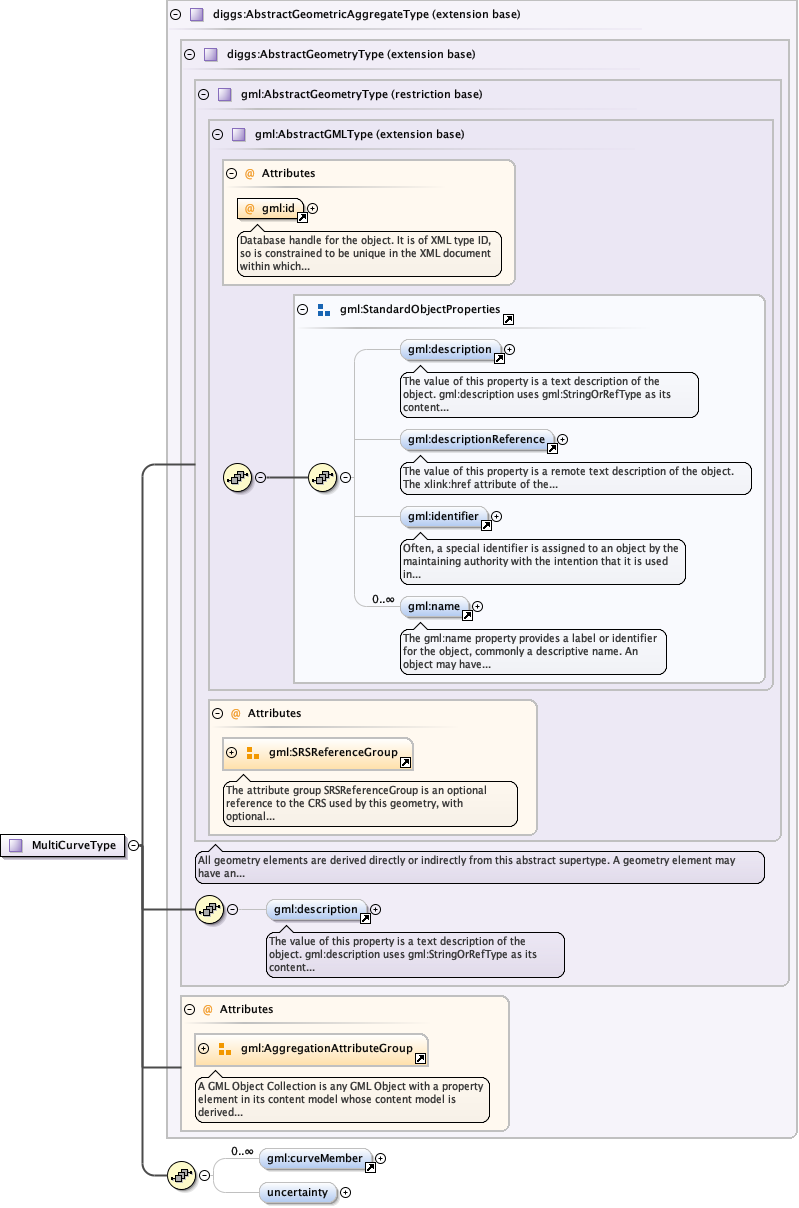 diggs:AbstractGeometricAggregateType (extension base)
diggs:AbstractGeometryType (extension base)
gml:AbstractGeometryType (restriction base)
gml:AbstractGMLType (extension base)
@ Attributes
@ gml:id
Database handle for the object. It is of XML type ID,
so is constrained to be unique in the XML document
within which...
gml:StandardObjectProperties
gml:description
The value of this property is a text description of the
object. gml:description uses gml:StringOrRefType as its
content...
gml:descriptionReference
The value of this property is a remote text description of the object.
The xlink:href attribute of the...
gml:identifier
Often, a special identifier is assigned to an object by the
maintaining authority with the intention that it is used
in...
0..∞
gml:name
The gml:name property provides a label or identifier
for the object, commonly a descriptive name. An
object may have...
@ Attributes
gml:SRSReferenceGroup
The attribute group SRSReferenceGroup is an optional
reference to the CRS used by this geometry, with
optional...
MultiCurveType
All geometry elements are derived directly or indirectly from this abstract supertype. A geometry element may
have an...
gml:description
The value of this property is a text description of the
object. gml:description uses gml:StringOrRefType as its
content...
@ Attributes
gml:AggregationAttributeGroup
A GML Object Collection is any GML Object with a property
element in its content model whose content model is
derived...
0..∞
gml:curveMember
uncertainty